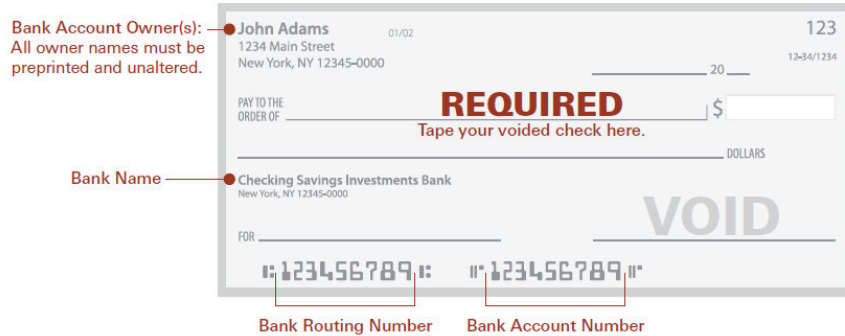 Bank Account Owner(s):
All owner names must be
preprinted and unaltered.
John Adams 01/02 123
1234 Main Street
New York, NY 12345-0000
12-34/1234
20
PAY TO THE
ORDER OF
REQUIRED
$
Tape your voided check here.
DOLLARS
Bank Name
Checking Savings Investments Bank
New York, NY 12345-0000
VOID
FOR
⑆123456789⑆ ⑈123456789⑈
Bank Routing Number Bank Account Number